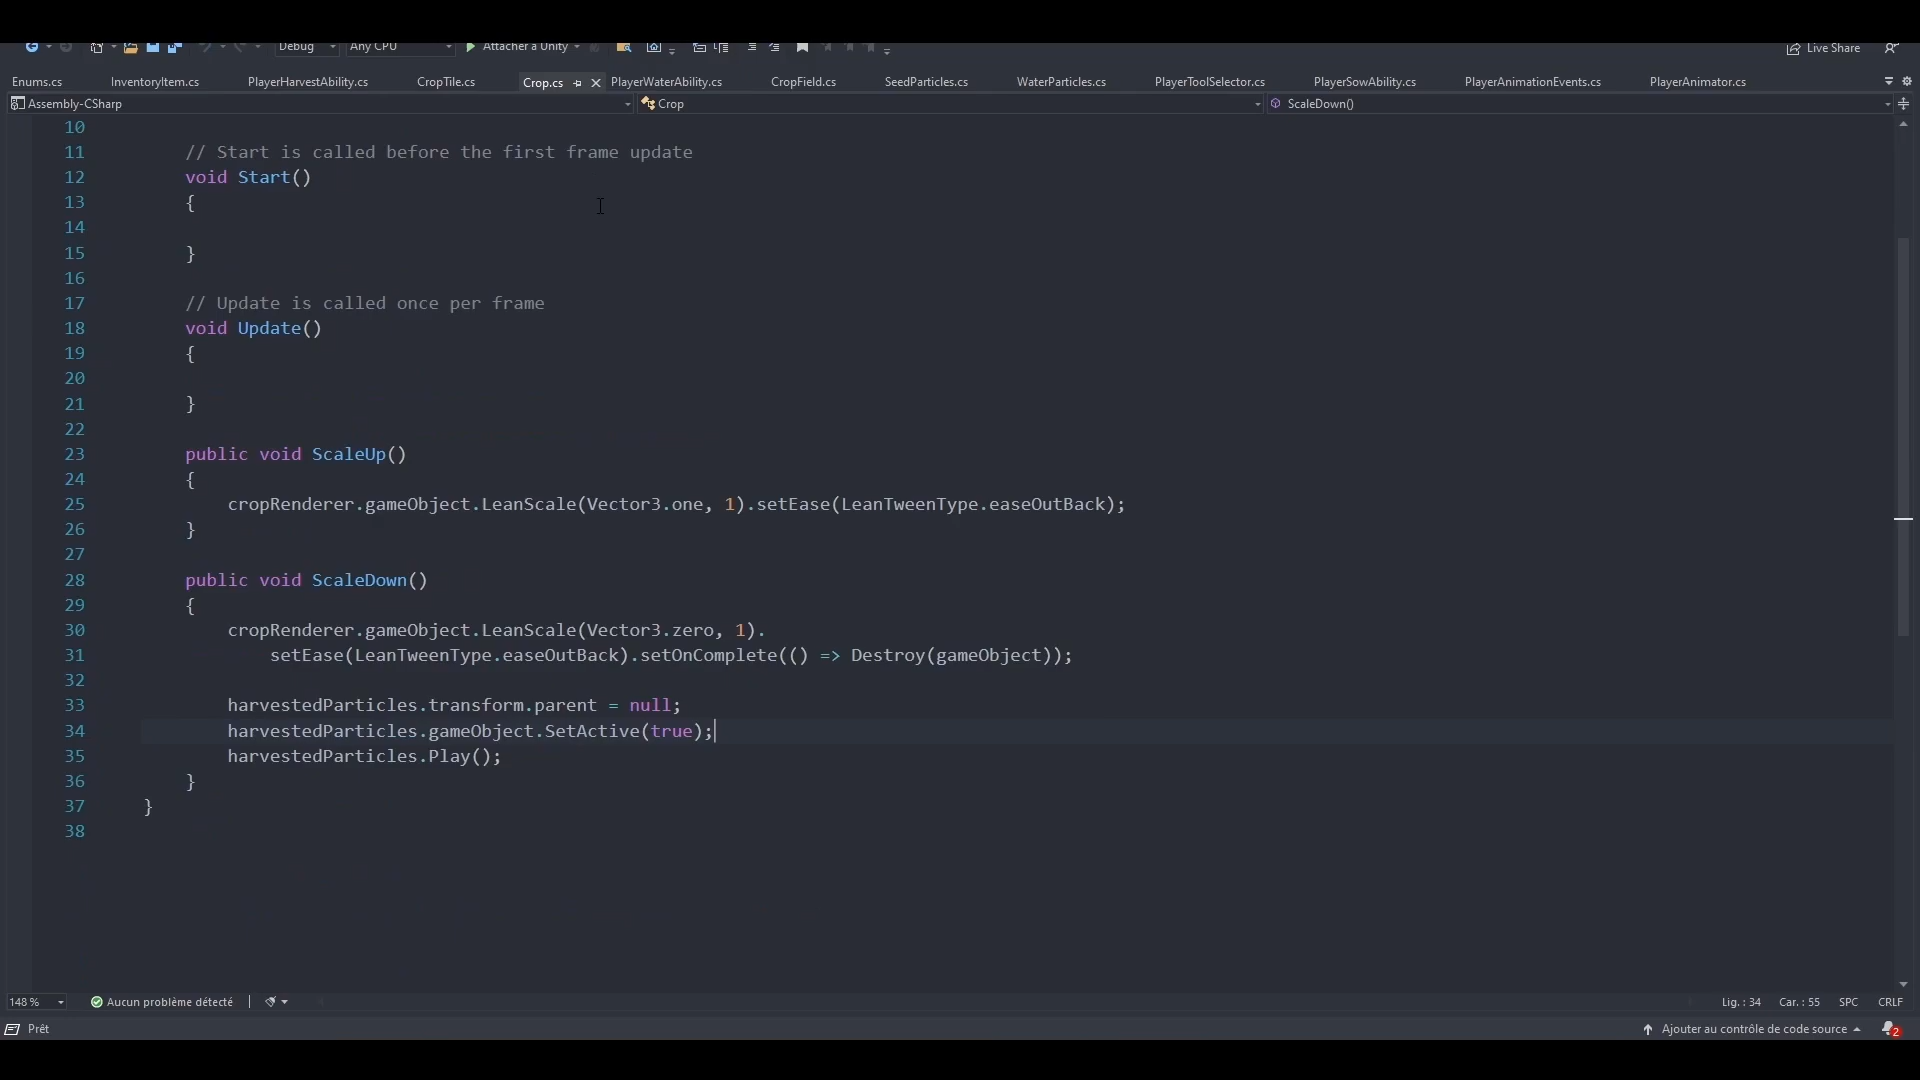 Debug Any CPU Attacher à Unity Live Share
Enums.cs InventoryItem.cs PlayerHarvestAbility.cs CropTile.cs Crop.cs PlayerWaterAbility.cs CropField.cs SeedParticles.cs WaterParticles.cs PlayerToolSelector.cs PlayerSowAbility.cs PlayerAnimationEvents.cs PlayerAnimator.cs
Assembly-CSharp Crop ScaleDown()
10
11 // Start is called before the first frame update
12 void Start()
13 {
14
15 }
16
17 // Update is called once per frame
18 void Update()
19 {
20
21 }
22
23 public void ScaleUp()
24 {
25 cropRenderer.gameObject.LeanScale(Vector3.one, 1).setEase(LeanTweenType.easeOutBack);
26 }
27
28 public void ScaleDown()
29 {
30 cropRenderer.gameObject.LeanScale(Vector3.zero, 1).
31 setEase(LeanTweenType.easeOutBack).setOnComplete(() => Destroy(gameObject));
32
33 harvestedParticles.transform.parent = null;
34 harvestedParticles.gameObject.SetActive(true);
35 harvestedParticles.Play();
36 }
37 }
38
148 % Aucun problème détecté Lig. : 34 Car. : 55 SPC CRLF
Prêt Ajouter au contrôle de code source 2